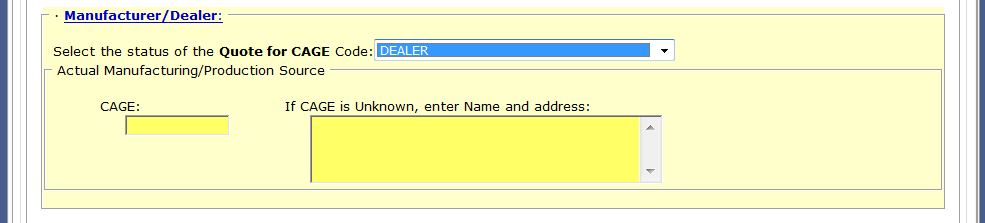 · Manufacturer/Dealer:
Select the status of the Quote for CAGE Code: DEALER
Actual Manufacturing/Production Source
CAGE: If CAGE is Unknown, enter Name and address: